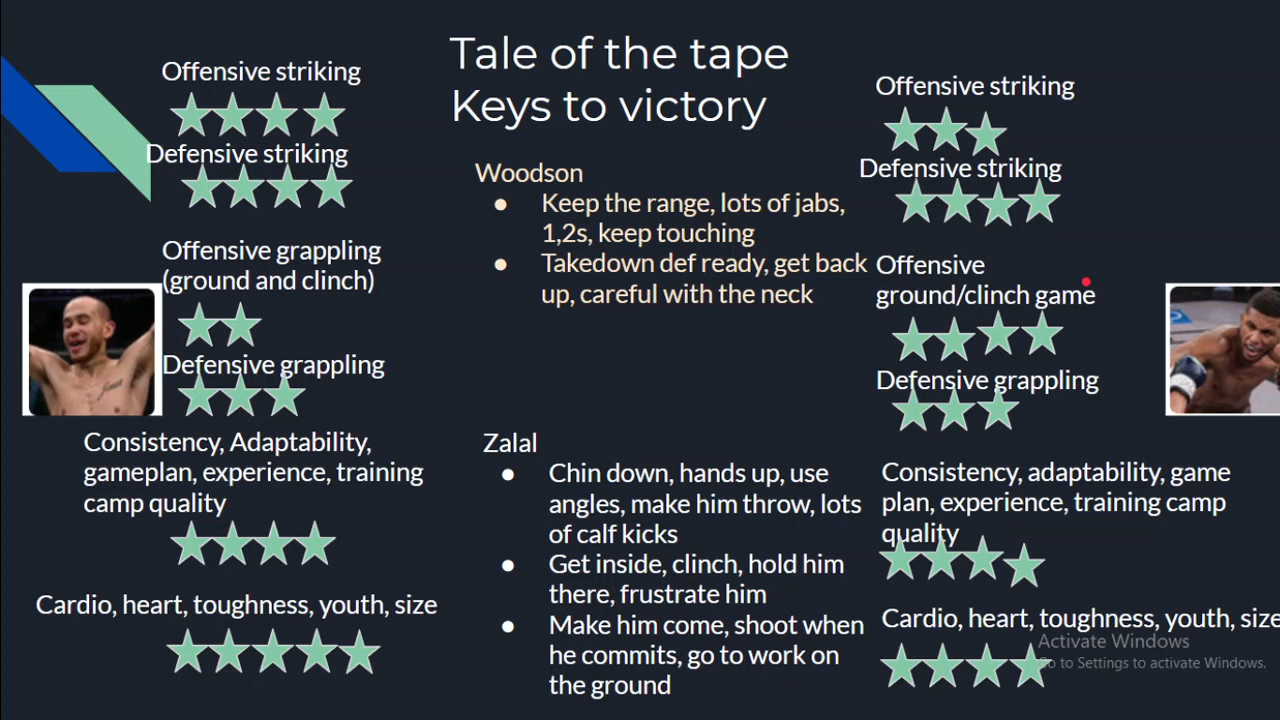 Tale of the tape
Keys to victory
Offensive striking
Defensive striking
Offensive grappling
(ground and clinch)
Defensive grappling
Consistency, Adaptability,
gameplan, experience, training
camp quality
Cardio, heart, toughness, youth, size
Woodson
● Keep the range, lots of jabs,
1,2s, keep touching
● Takedown def ready, get back
up, careful with the neck
Zalal
● Chin down, hands up, use
angles, make him throw, lots
of calf kicks
● Get inside, clinch, hold him
there, frustrate him
● Make him come, shoot when
he commits, go to work on
the ground
Offensive striking
Defensive striking
Offensive
ground/clinch game
Defensive grappling
Consistency, adaptability, game
plan, experience, training camp
quality
Cardio, heart, toughness, youth, size
Activate Windows
Go to Settings to activate Windows.